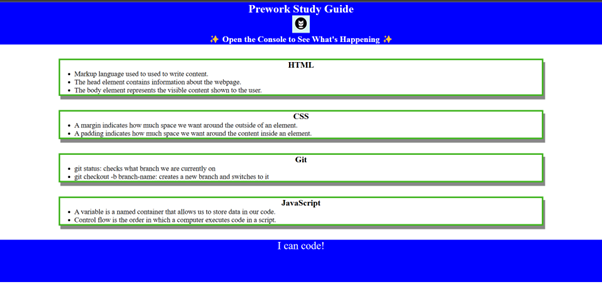 Prework Study Guide
✨ Open the Console to See What's Happening ✨
HTML
• Markup language used to used to write content.
• The head element contains information about the webpage.
• The body element represents the visible content shown to the user.
CSS
• A margin indicates how much space we want around the outside of an element.
• A padding indicates how much space we want around the content inside an element.
Git
• git status: checks what branch we are currently on
• git checkout -b branch-name: creates a new branch and switches to it
JavaScript
• A variable is a named container that allows us to store data in our code.
• Control flow is the order in which a computer executes code in a script.
I can code!